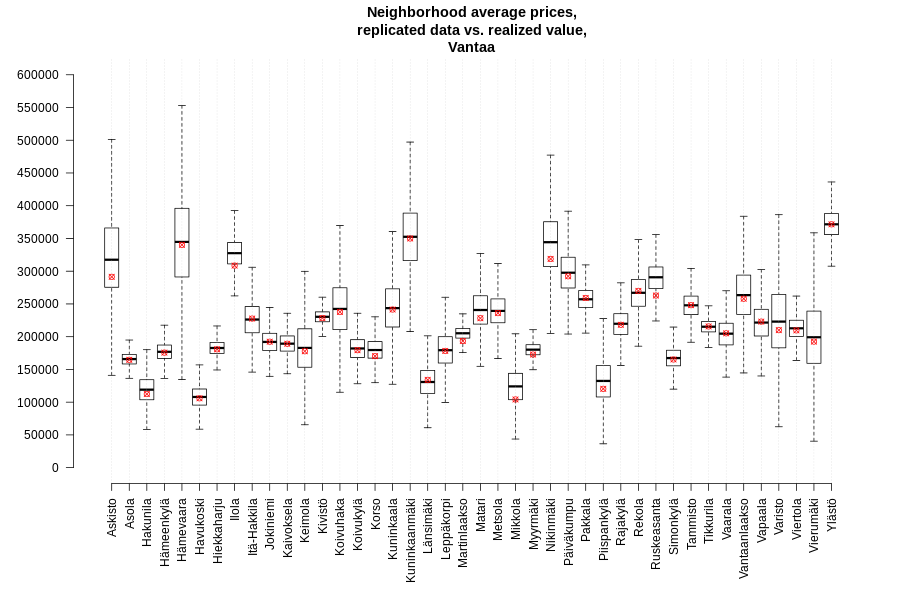 Neighborhood average prices,
replicated data vs. realized value,
Vantaa
600000
550000
500000
450000
400000
350000
300000
250000
200000
150000
100000
50000
0
Askisto
Asola
Hakunila
Hämeenkylä
Hämevaara
Havukoski
Hiekkaharju
Ilola
Itä-Hakkila
Jokiniemi
Kaivoksela
Keimola
Kivistö
Koivuhaka
Koivukylä
Korso
Kuninkaala
Kuninkaanmäki
Länsimäki
Leppäkorpi
Martinlaakso
Matari
Metsola
Mikkola
Myyrmäki
Nikinmäki
Päiväkumpu
Pakkala
Piispankylä
Rajakylä
Rekola
Ruskeasanta
Simonkylä
Tammisto
Tikkurila
Vaarala
Vantaanlaakso
Vapaala
Varisto
Viertola
Vierumäki
Ylästö